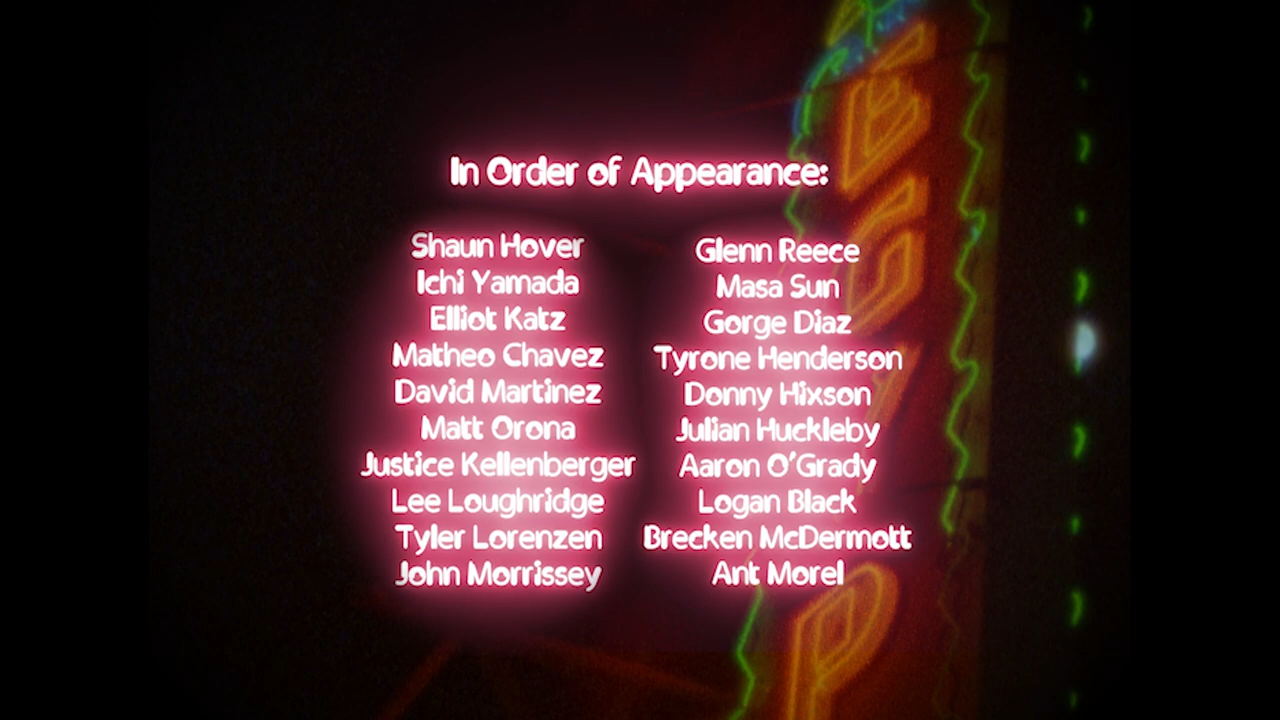 In Order of Appearance:
Shaun Hover
Ichi Yamada
Elliot Katz
Matheo Chavez
David Martinez
Matt Orona
Justice Kellenberger
Lee Loughridge
Tyler Lorenzen
John Morrissey
Glenn Reece
Masa Sun
Gorge Diaz
Tyrone Henderson
Donny Hixson
Julian Huckleby
Aaron O'Grady
Logan Black
Brecken McDermott
Ant Morel